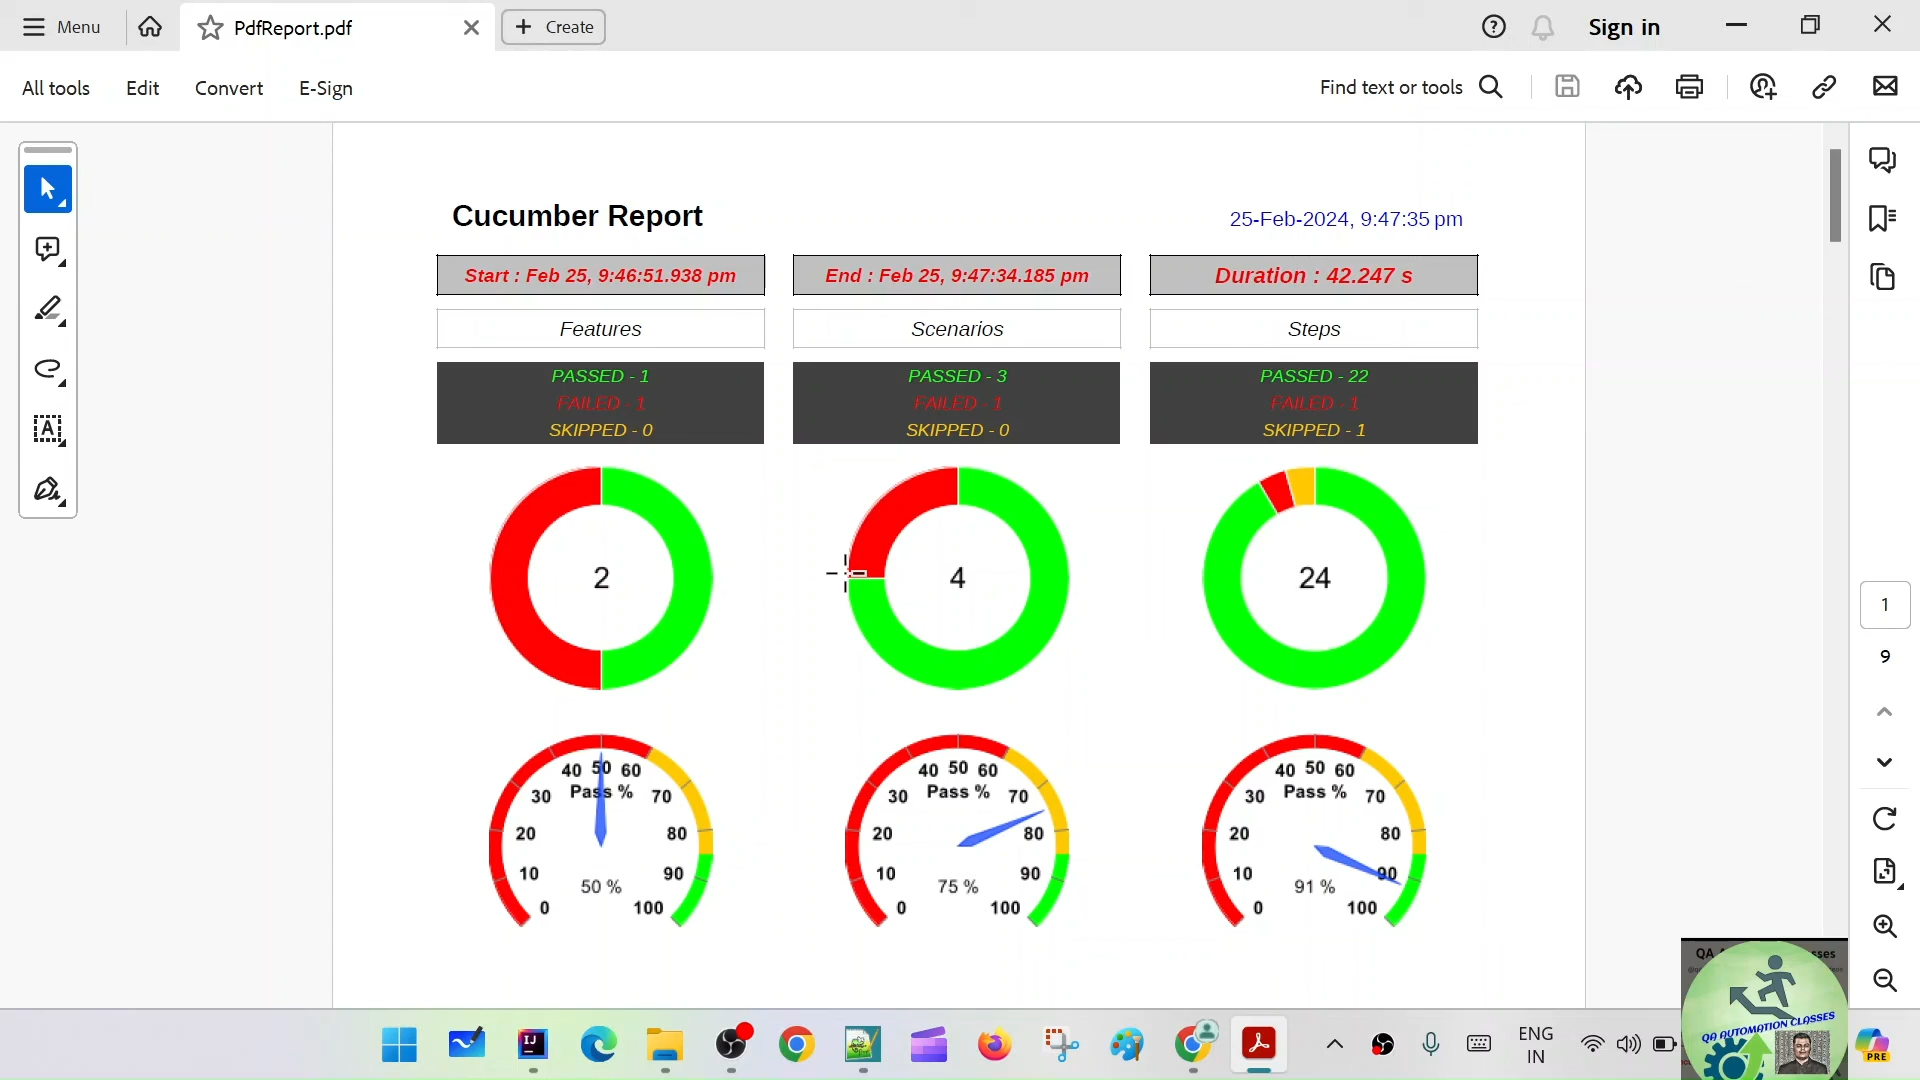 Menu
PdfReport.pdf
Create
Sign in
All tools
Edit
Convert
E-Sign
Find text or tools
Cucumber Report
25-Feb-2024, 9:47:35 pm
Start : Feb 25, 9:46:51.938 pm
End : Feb 25, 9:47:34.185 pm
Duration : 42.247 s
Features
Scenarios
Steps
PASSED - 1
FAILED - 1
SKIPPED - 0
PASSED - 3
FAILED - 1
SKIPPED - 0
PASSED - 22
FAILED - 1
SKIPPED - 1
2
4
24
1
9
0 10 20 30 40 50 60 70 80 90 100
Pass %
50 %
0 10 20 30 40 50 60 70 80 90 100
Pass %
75 %
0 10 20 30 40 50 60 70 80 90 100
Pass %
91 %
QA AUTOMATION CLASSES
ENG
IN
PRE